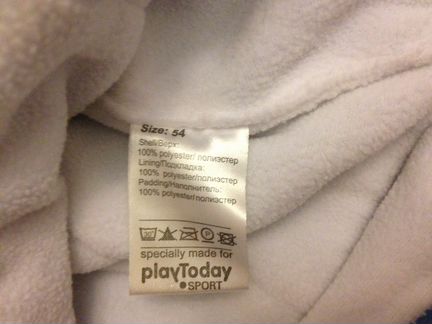 Size: 54
Shell/Верх:
100% polyester/ полиэстер
Lining/Подкладка:
100% polyester/полиэстер
Padding/Наполнитель:
100% polyester/полиэстер
30° P
specially made for
playToday
SPORT